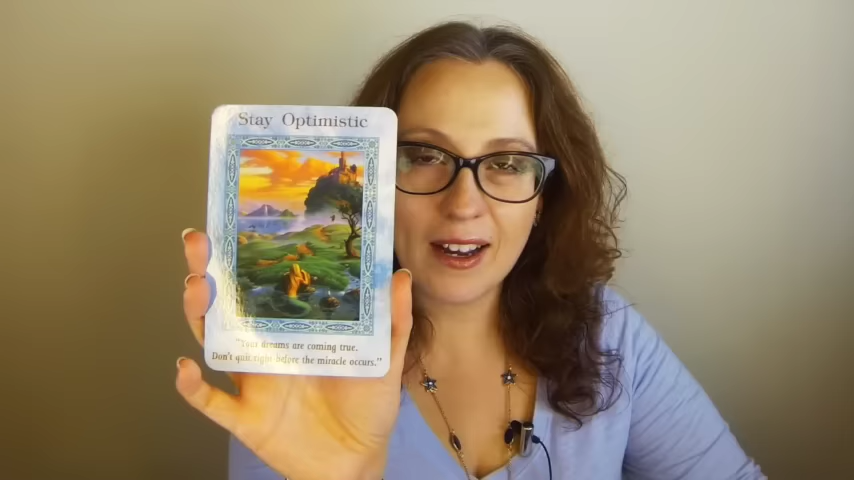 Stay Optimistic
"Your dreams are coming true.
Don't quit right before the miracle occurs."